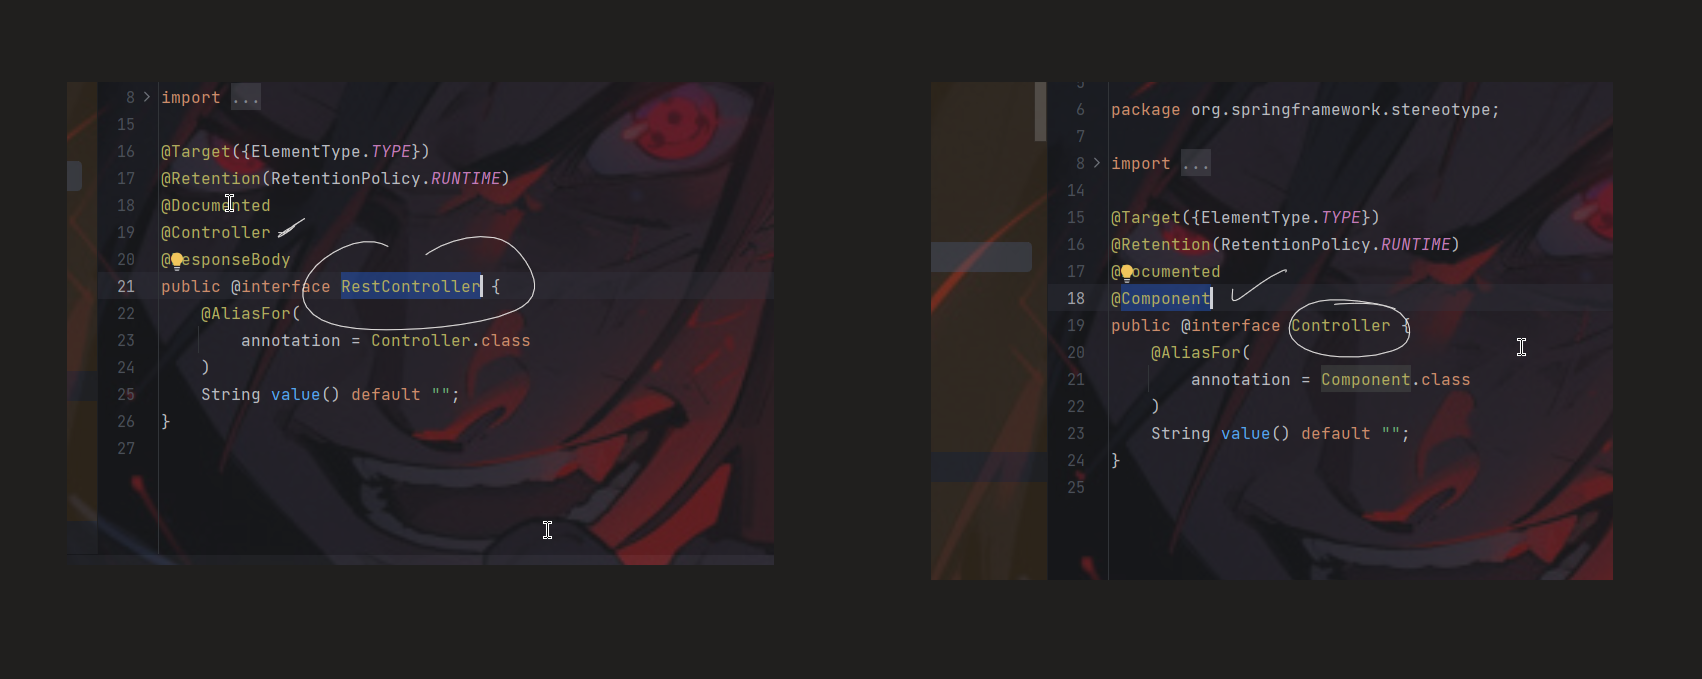 8 import ...
15
16 @Target({ElementType.TYPE})
17 @Retention(RetentionPolicy.RUNTIME)
18 @Documented
19 @Controller
20 @ResponseBody
21 public @interface RestController {
22 @AliasFor(
23 annotation = Controller.class
24 )
25 String value() default "";
26 }
27
5
6 package org.springframework.stereotype;
7
8 import ...
14
15 @Target({ElementType.TYPE})
16 @Retention(RetentionPolicy.RUNTIME)
17 @Documented
18 @Component
19 public @interface Controller {
20 @AliasFor(
21 annotation = Component.class
22 )
23 String value() default "";
24 }
25